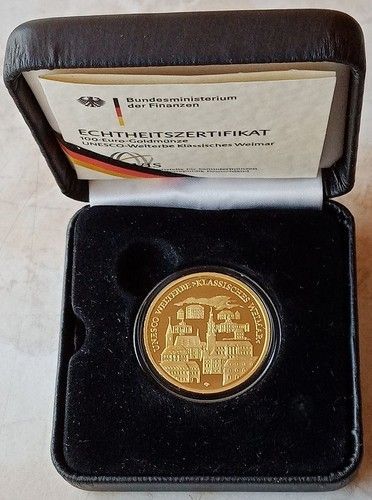 Bundesministerium
der Finanzen
ECHTHEITSZERTIFIKAT
100-Euro-Goldmünze
UNESCO-Welterbe Klassisches Weimar
UNESCO WELTERBE >KLASSISCHES WEIMAR<